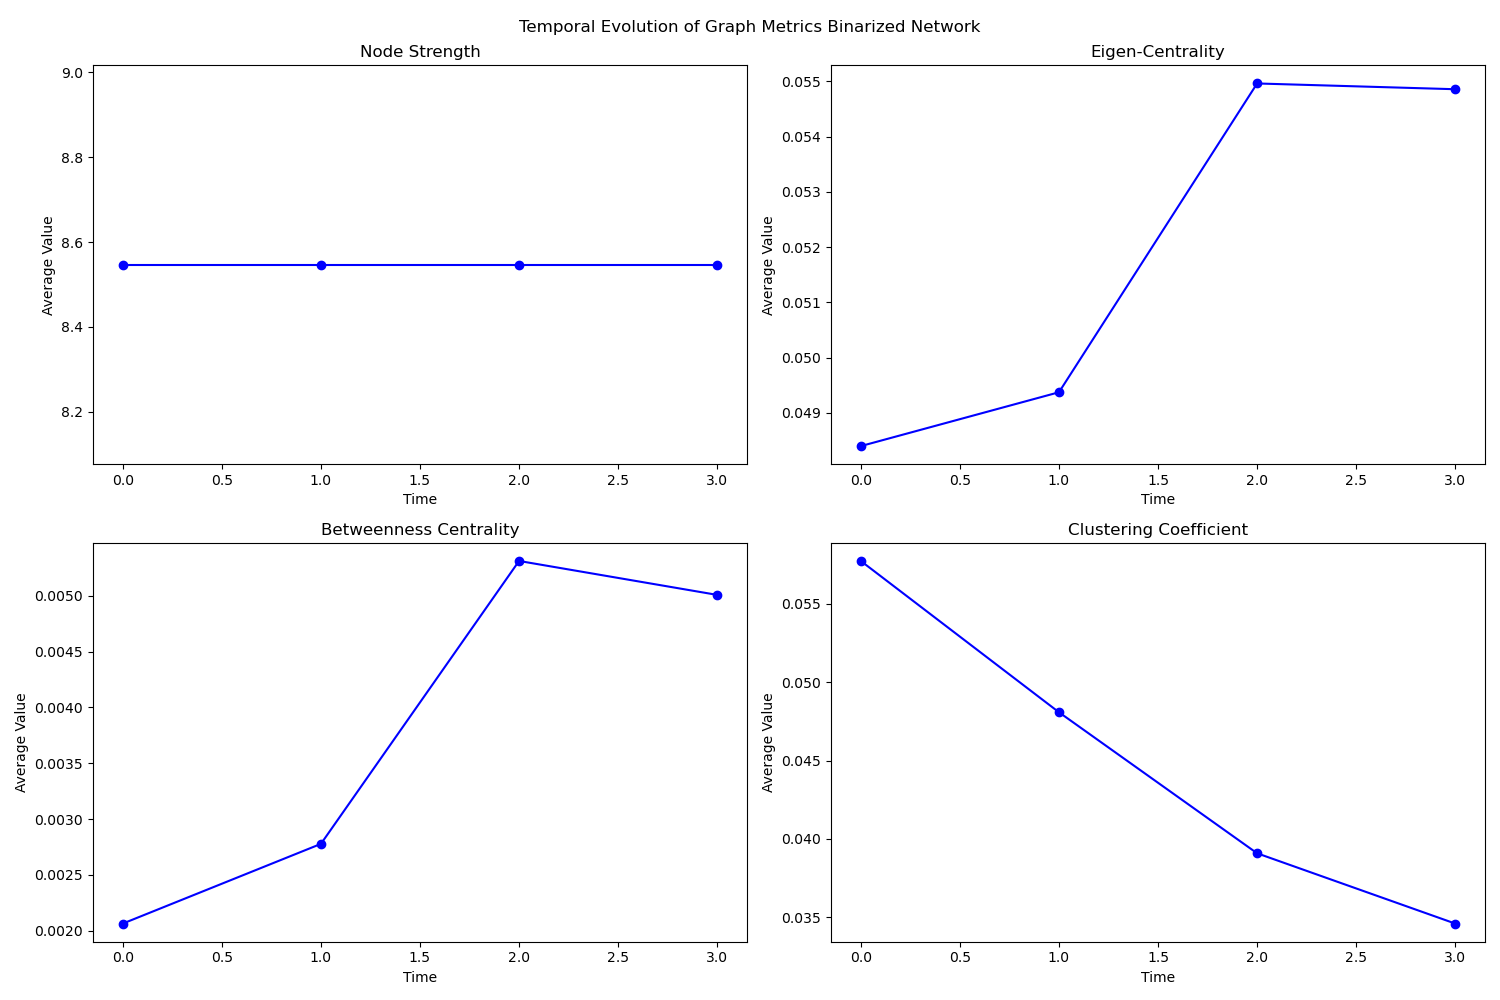 Temporal Evolution of Graph Metrics Binarized Network
Node Strength
Average Value
9.0
8.8
8.6
8.4
8.2
0.0 0.5 1.0 1.5 2.0 2.5 3.0
Time
Eigen-Centrality
Average Value
0.055
0.054
0.053
0.052
0.051
0.050
0.049
0.0 0.5 1.0 1.5 2.0 2.5 3.0
Time
Betweenness Centrality
Average Value
0.0050
0.0045
0.0040
0.0035
0.0030
0.0025
0.0020
0.0 0.5 1.0 1.5 2.0 2.5 3.0
Time
Clustering Coefficient
Average Value
0.055
0.050
0.045
0.040
0.035
0.0 0.5 1.0 1.5 2.0 2.5 3.0
Time